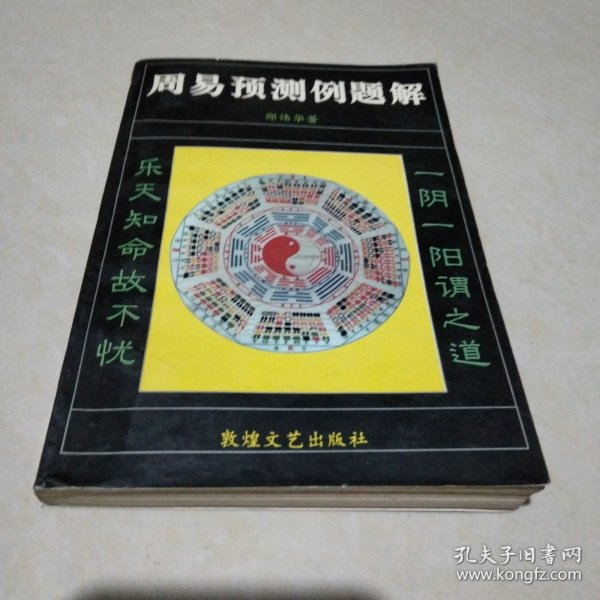 周易预测例题解
邵伟华著
一阴一阳谓之道
乐天知命故不忧
敦煌文艺出版社
孔夫子旧书网
www.kongfz.com